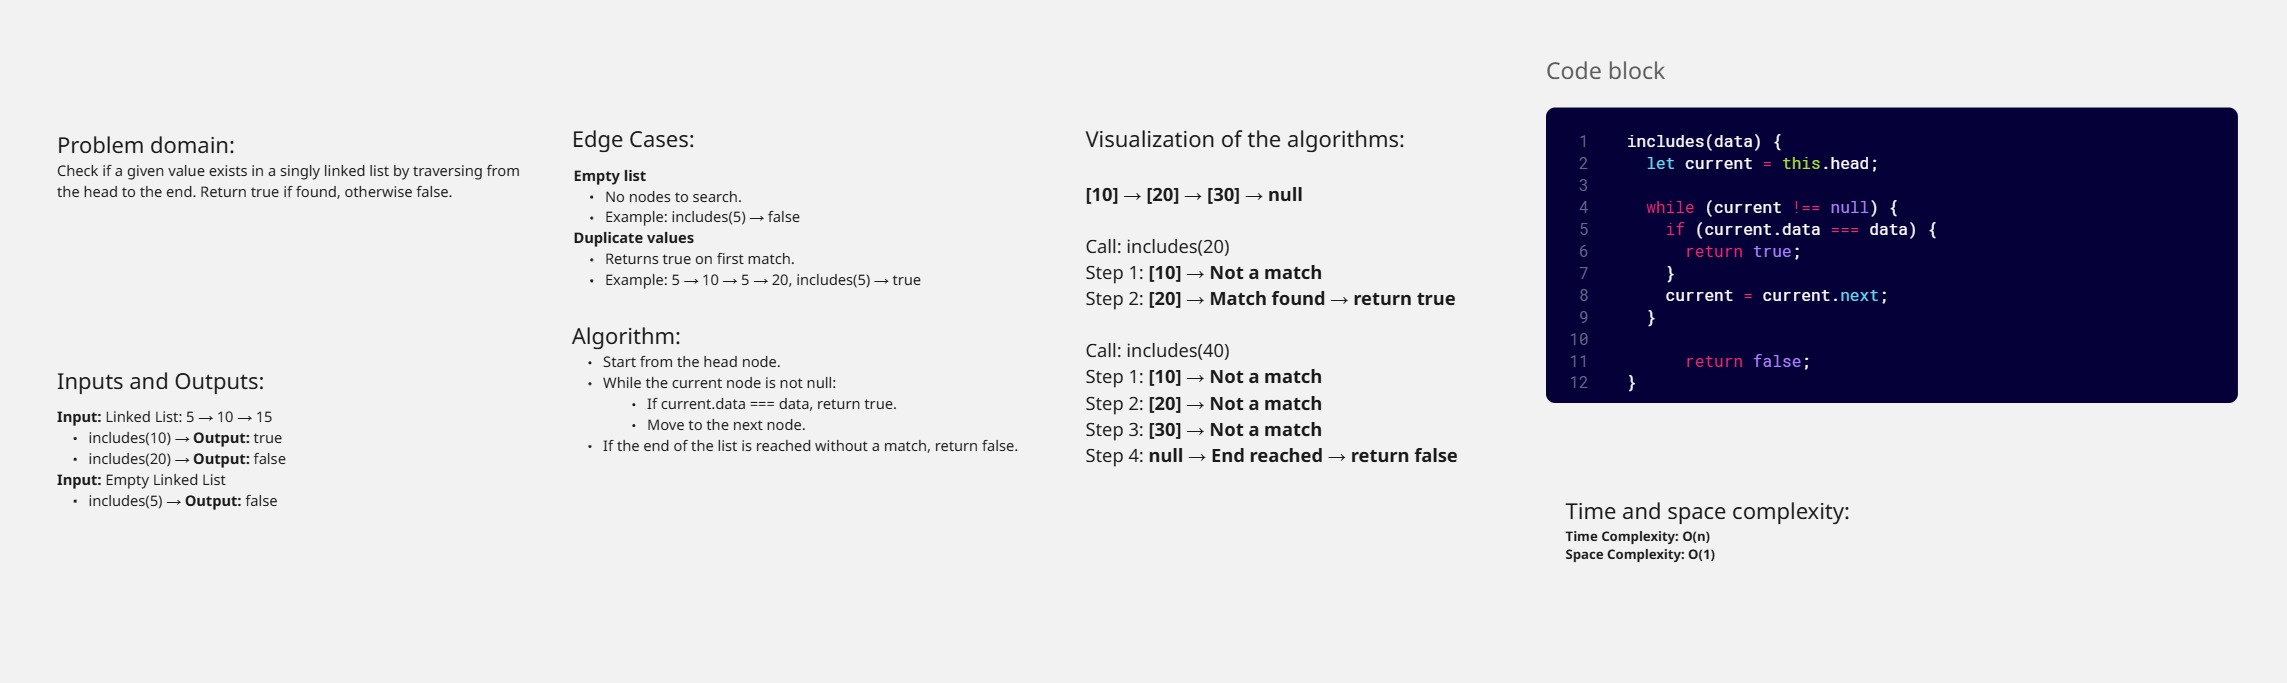 Problem domain:
Check if a given value exists in a singly linked list by traversing from
the head to the end. Return true if found, otherwise false.
Inputs and Outputs:
Input: Linked List: 5 → 10 → 15
• includes(10) → Output: true
• includes(20) → Output: false
Input: Empty Linked List
• includes(5) → Output: false
Edge Cases:
Empty list
• No nodes to search.
• Example: includes(5) → false
Duplicate values
• Returns true on first match.
• Example: 5 → 10 → 5 → 20, includes(5) → true
Algorithm:
• Start from the head node.
• While the current node is not null:
• If current.data === data, return true.
• Move to the next node.
• If the end of the list is reached without a match, return false.
Visualization of the algorithms:
[10] → [20] → [30] → null
Call: includes(20)
Step 1: [10] → Not a match
Step 2: [20] → Match found → return true
Call: includes(40)
Step 1: [10] → Not a match
Step 2: [20] → Not a match
Step 3: [30] → Not a match
Step 4: null → End reached → return false
Code block
1 includes(data) {
2 let current = this.head;
3
4 while (current !== null) {
5 if (current.data === data) {
6 return true;
7 }
8 current = current.next;
9 }
10
11 return false;
12 }
Time and space complexity:
Time Complexity: O(n)
Space Complexity: O(1)